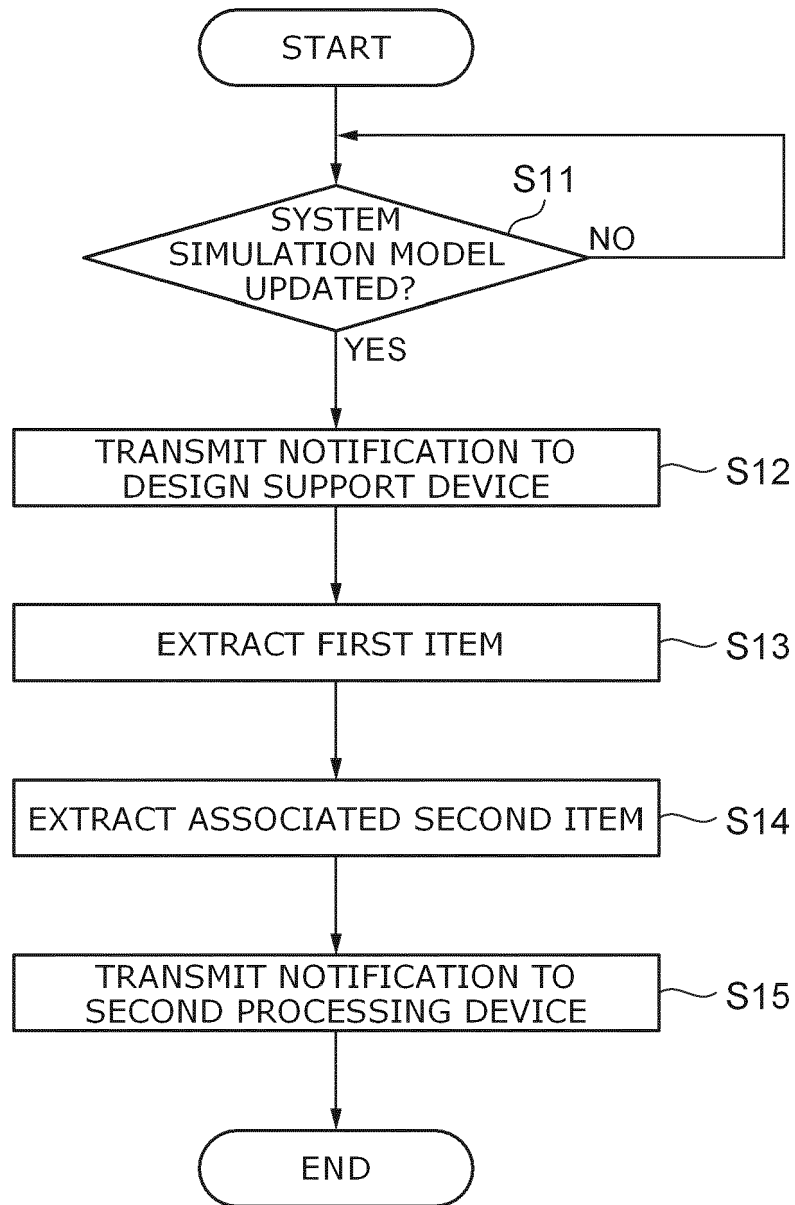 START
S11
SYSTEM
SIMULATION MODEL
UPDATED?
NO
YES
TRANSMIT NOTIFICATION TO
DESIGN SUPPORT DEVICE
S12
EXTRACT FIRST ITEM
S13
EXTRACT ASSOCIATED SECOND ITEM
S14
TRANSMIT NOTIFICATION TO
SECOND PROCESSING DEVICE
S15
END